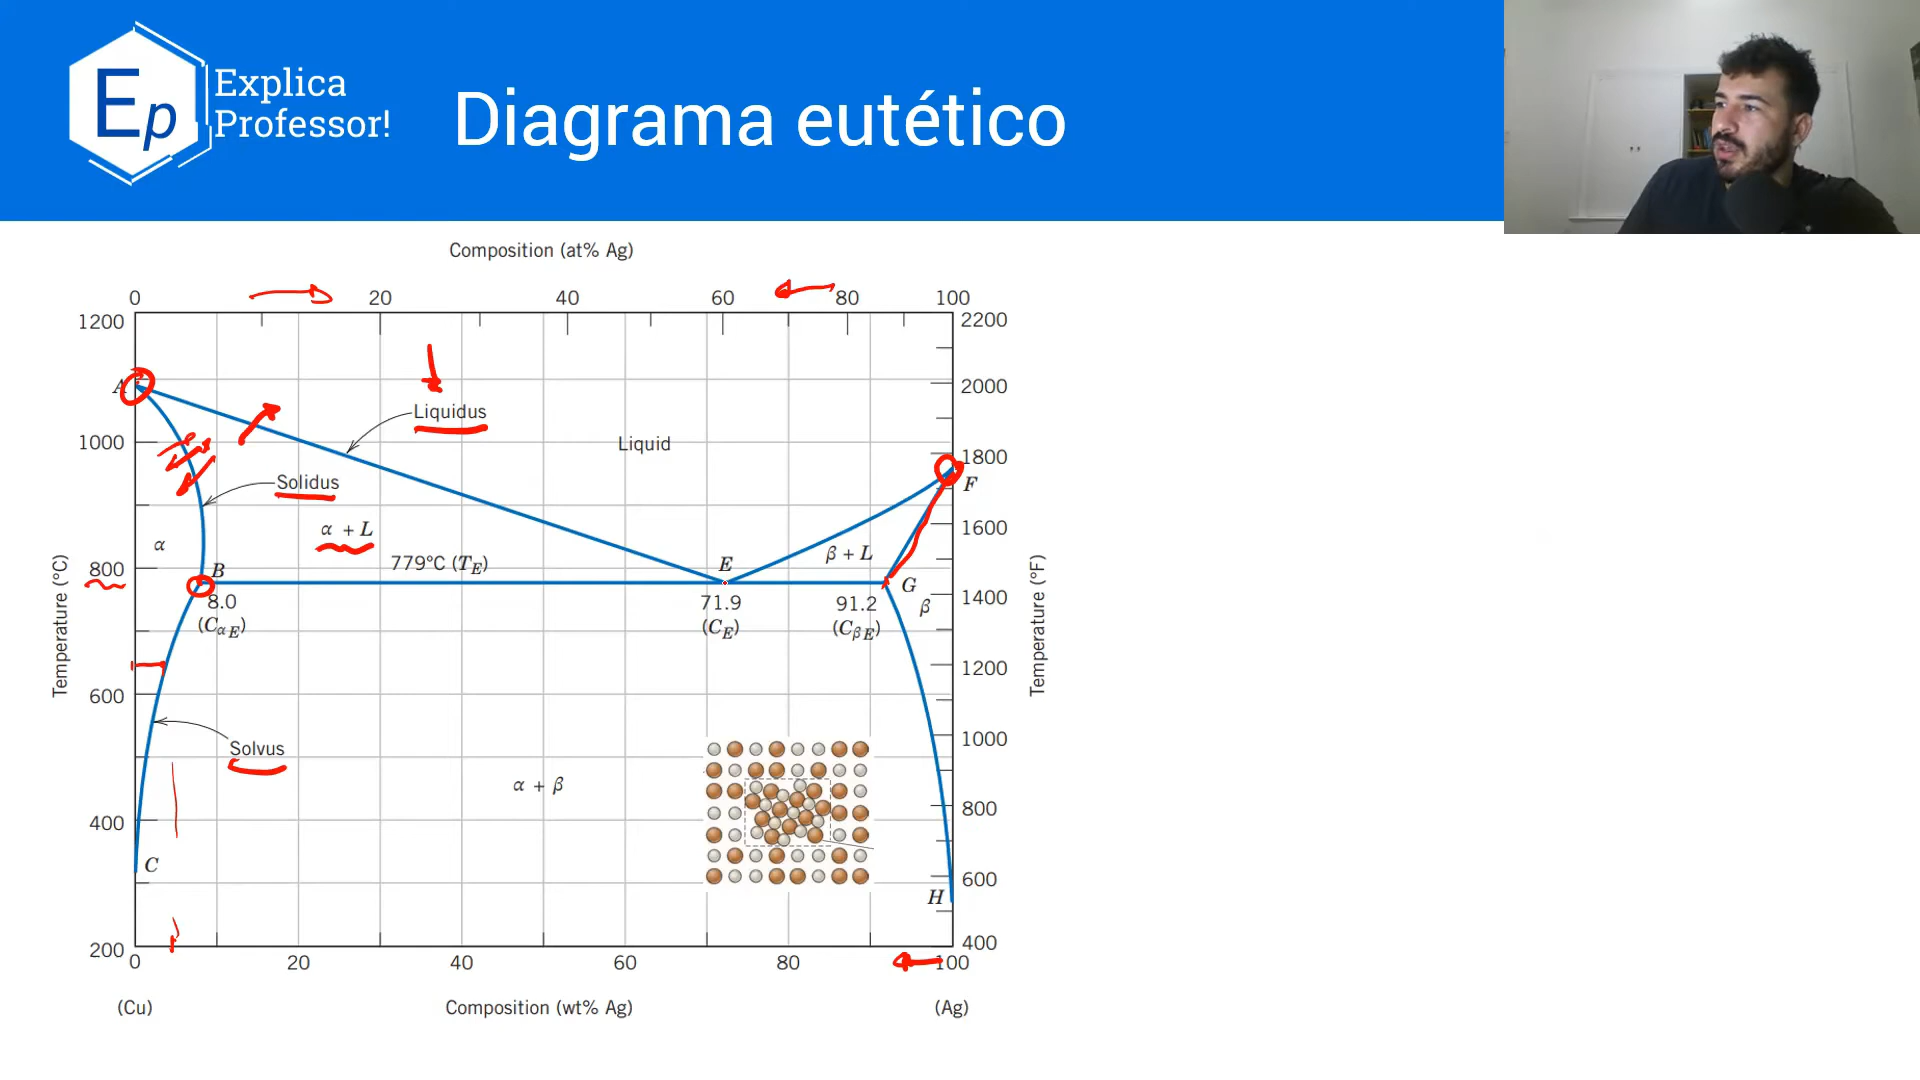 Ep
Explica
Professor!
Diagrama eutético
Composition (at% Ag)
0 20 40 60 80 100
1200 2200
A 2000
Liquidus
1000 Liquid
1800
Solidus F
α + L 1600
α β + L
779°C (T_E) E
800 B
G
8.0 71.9 91.2 β 1400
(C_αE) (C_E) (C_βE)
Temperature (°C)
Temperature (°F)
1200
600
1000
Solvus
α + β
800
400
C
600
H
200 400
0 20 40 60 80 100
(Cu) Composition (wt% Ag) (Ag)